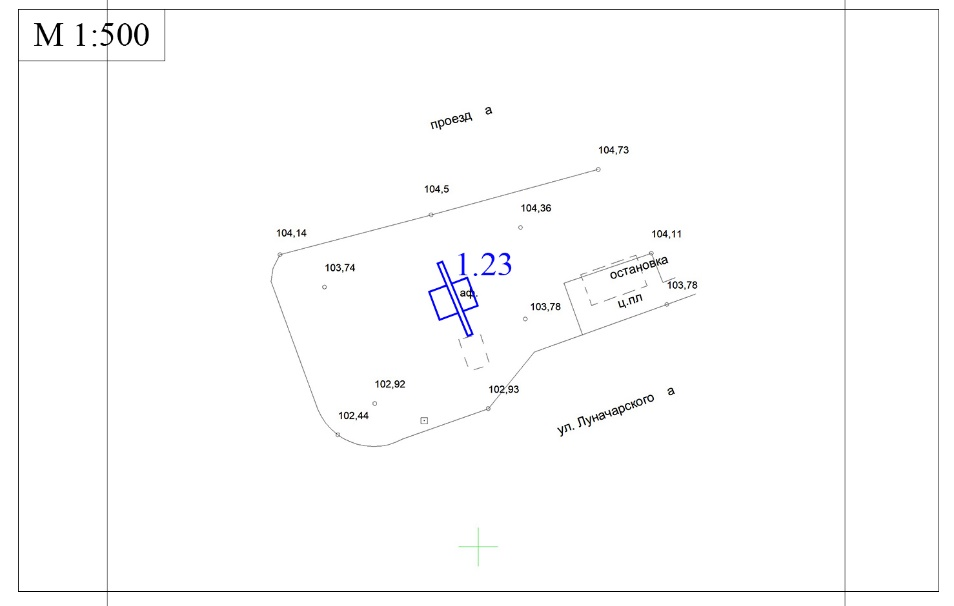 М 1:500
проезд а
104,73
104,5
104,36
104,14
104,11
103,74
1.23
остановка
аф.
103,78
ц.пл
103,78
102,92
102,93
102,44
ул. Луначарского а